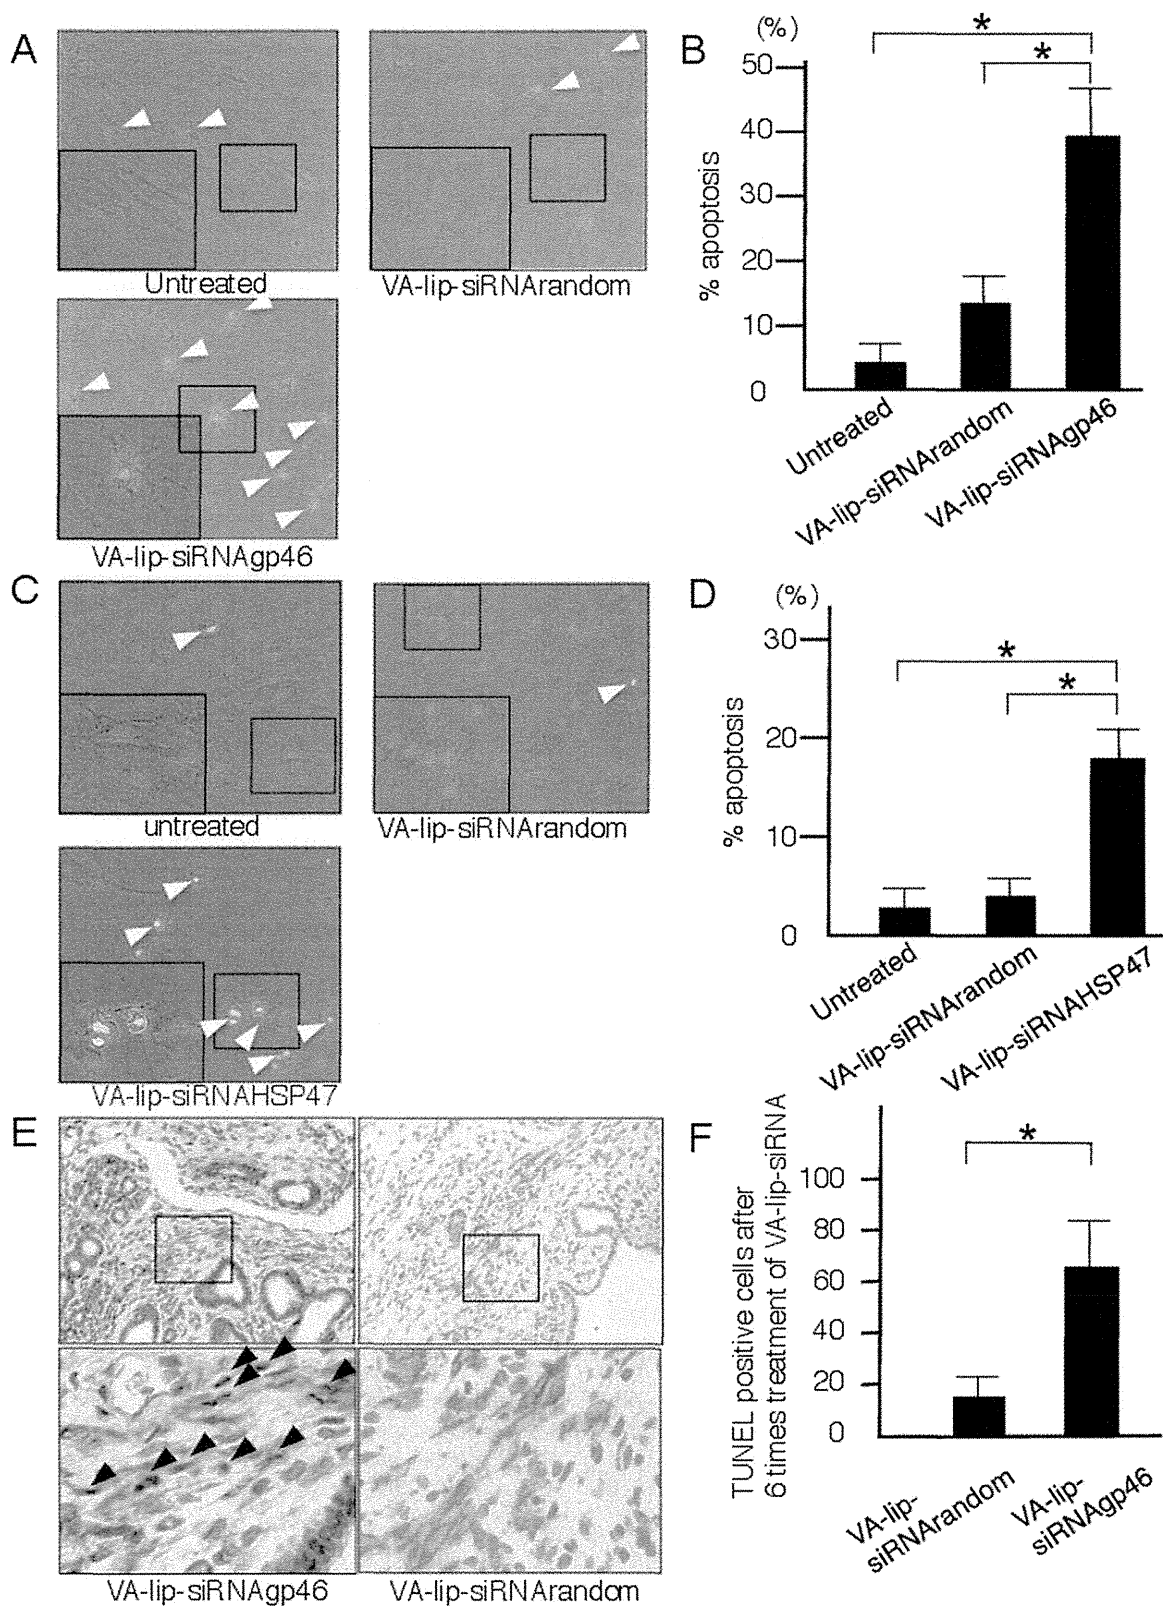 A
Untreated
VA-lip-siRNArandom
VA-lip-siRNAgp46
B
(%)
*
*
% apoptosis
50
40
30
20
10
0
Untreated
VA-lip-siRNArandom
VA-lip-siRNAgp46
C
untreated
VA-lip-siRNArandom
VA-lip-siRNAHSP47
D
(%)
*
*
% apoptosis
30
20
10
0
Untreated
VA-lip-siRNArandom
VA-lip-siRNAHSP47
E
VA-lip-siRNAgp46
VA-lip-siRNArandom
F
*
TUNEL positive cells after
6 times treatment of VA-lip-siRNA
100
80
60
40
20
0
VA-lip-
siRNArandom
VA-lip-
siRNAgp46